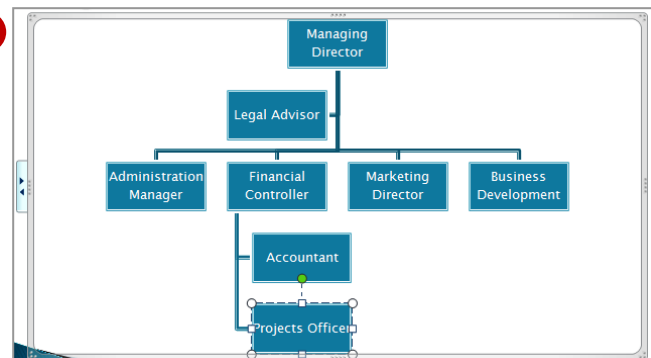 Managing
Director
Legal Advisor
Administration
Manager
Financial
Controller
Marketing
Director
Business
Development
Accountant
Projects Officer